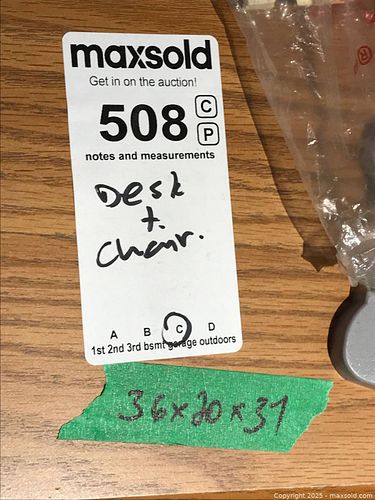 maxsold
Get in on the auction!
508 C
P
notes and measurements
Desk
+
Chair.
A B C D
1st 2nd 3rd bsmt garage outdoors
36x20x31
Copyright 2025 - maxsold.com